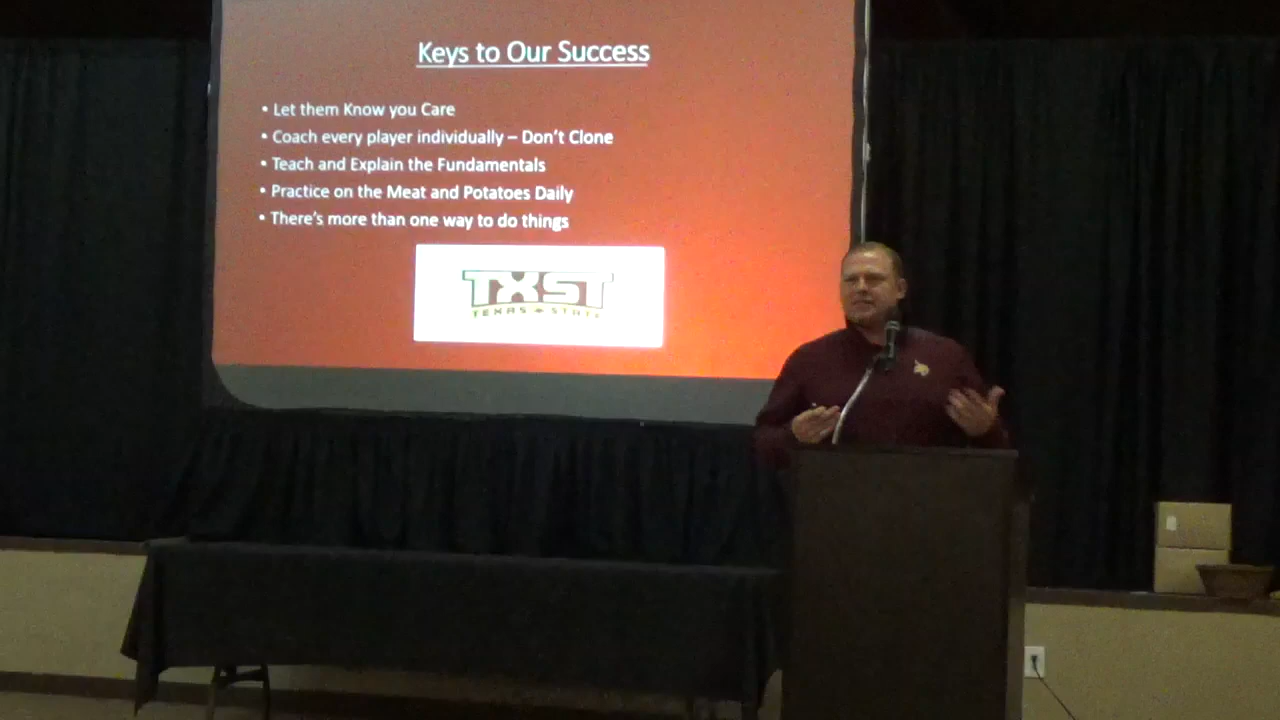 Keys to Our Success
• Let them Know you Care
• Coach every player individually – Don't Clone
• Teach and Explain the Fundamentals
• Practice on the Meat and Potatoes Daily
• There's more than one way to do things
TXST
TEXAS STATE